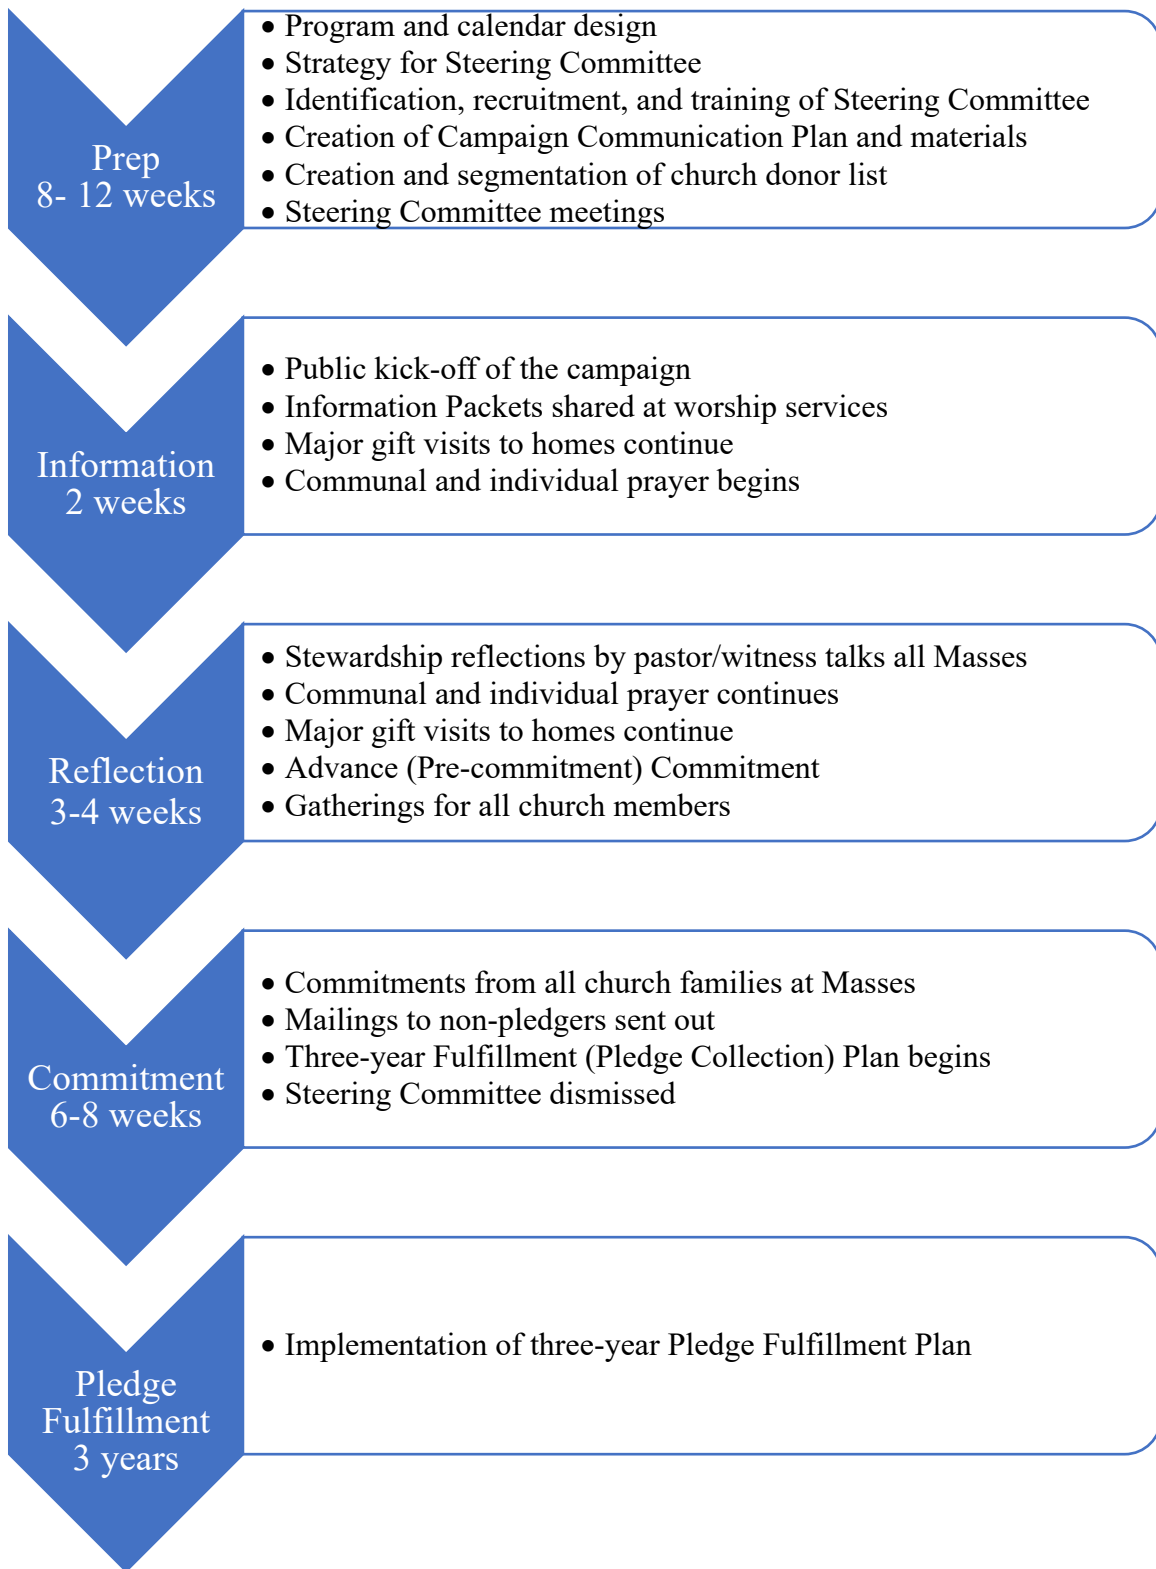 Prep
8- 12 weeks
• Program and calendar design
• Strategy for Steering Committee
• Identification, recruitment, and training of Steering Committee
• Creation of Campaign Communication Plan and materials
• Creation and segmentation of church donor list
• Steering Committee meetings
Information
2 weeks
• Public kick-off of the campaign
• Information Packets shared at worship services
• Major gift visits to homes continue
• Communal and individual prayer begins
Reflection
3-4 weeks
• Stewardship reflections by pastor/witness talks all Masses
• Communal and individual prayer continues
• Major gift visits to homes continue
• Advance (Pre-commitment) Commitment
• Gatherings for all church members
Commitment
6-8 weeks
• Commitments from all church families at Masses
• Mailings to non-pledgers sent out
• Three-year Fulfillment (Pledge Collection) Plan begins
• Steering Committee dismissed
Pledge
Fulfillment
3 years
• Implementation of three-year Pledge Fulfillment Plan